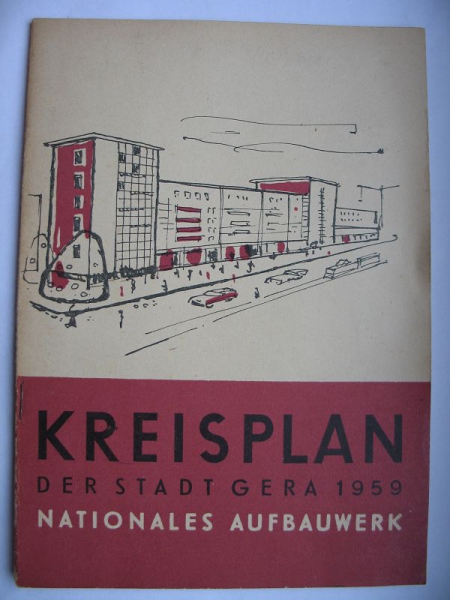 KREISPLAN
DER STADT GERA 1959
NATIONALES AUFBAUWERK